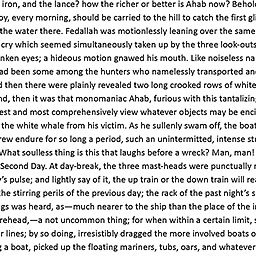 iron, and the lance? how the richer or better is Ahab now? Behol
oy, every morning, should be carried to the hill to catch the first gl
the water there. Fedallah was motionlessly leaning over the same
cry which seemed simultaneously taken up by the three look-outs
nken eyes; a hideous motion gnawed his mouth. Like noiseless na
ad been some among the hunters who namelessly transported an
d then there were plainly revealed two long crooked rows of white
nd, then it was that monomaniac Ahab, furious with this tantalizin
est and most comprehensively view whatever objects may be enci
the white whale from his victim. As he sullenly swam off, the boat
rew endure for so long a period, such an unintermitted, intense st
What soulless thing is this that laughs before a wreck? Man, man!
Second Day. At day-break, the three mast-heads were punctually r
's pulse; and lightly say of it, the up train or the down train will rea
the stirring perils of the previous day; the rack of the past night's s
gs was heard, as—much nearer to the ship than the place of the i
rehead,—a not uncommon thing; for when within a certain limit, s
r lines; by so doing, irresistibly dragged the more involved boats o
g a boat, picked up the floating mariners, tubs, oars, and whatever